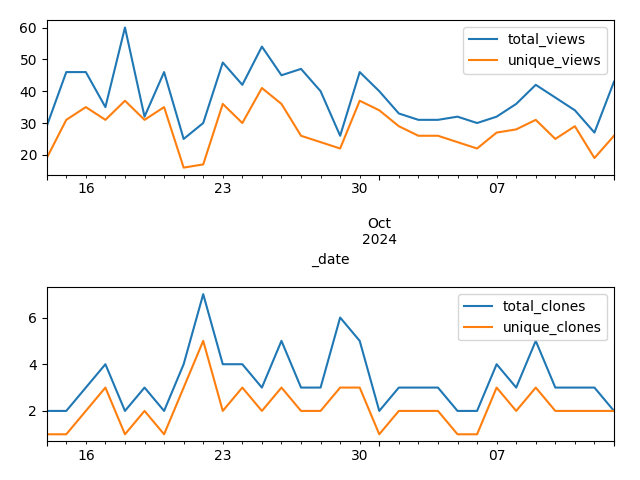 60
50
40
30
20
total_views
unique_views
16 23 30 07
Oct
2024
_date
6
4
2
total_clones
unique_clones
16 23 30 07